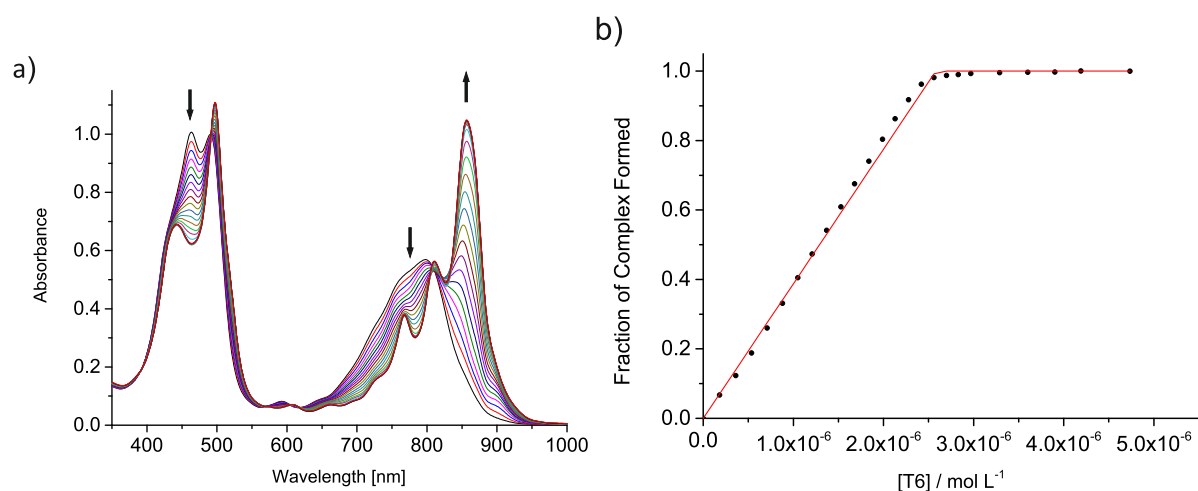 a)
Absorbance
1.0
0.8
0.6
0.4
0.2
0.0
400 500 600 700 800 900 1000
Wavelength [nm]
b)
Fraction of Complex Formed
1.0
0.8
0.6
0.4
0.2
0.0
0.0 1.0x10⁻⁶ 2.0x10⁻⁶ 3.0x10⁻⁶ 4.0x10⁻⁶ 5.0x10⁻⁶
[T6] / mol L⁻¹